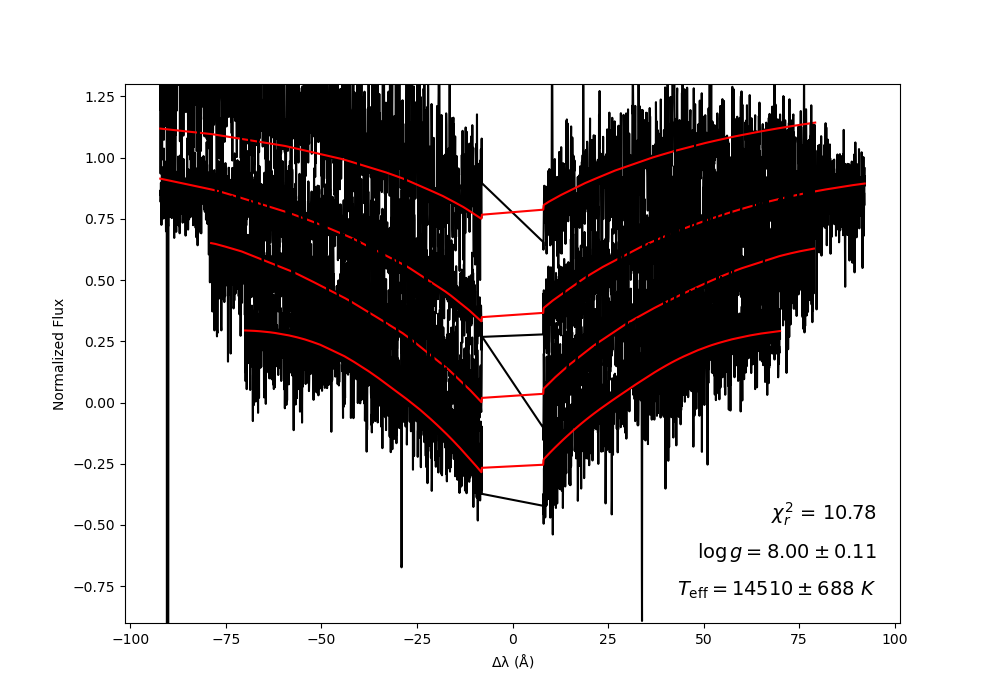 1.25
1.00
0.75
0.50
0.25
0.00
−0.25
−0.50
−0.75
Normalized Flux
χ²ᵣ = 10.78
log g = 8.00 ± 0.11
T_eff = 14510 ± 688 K
−100 −75 −50 −25 0 25 50 75 100
Δλ (Å)